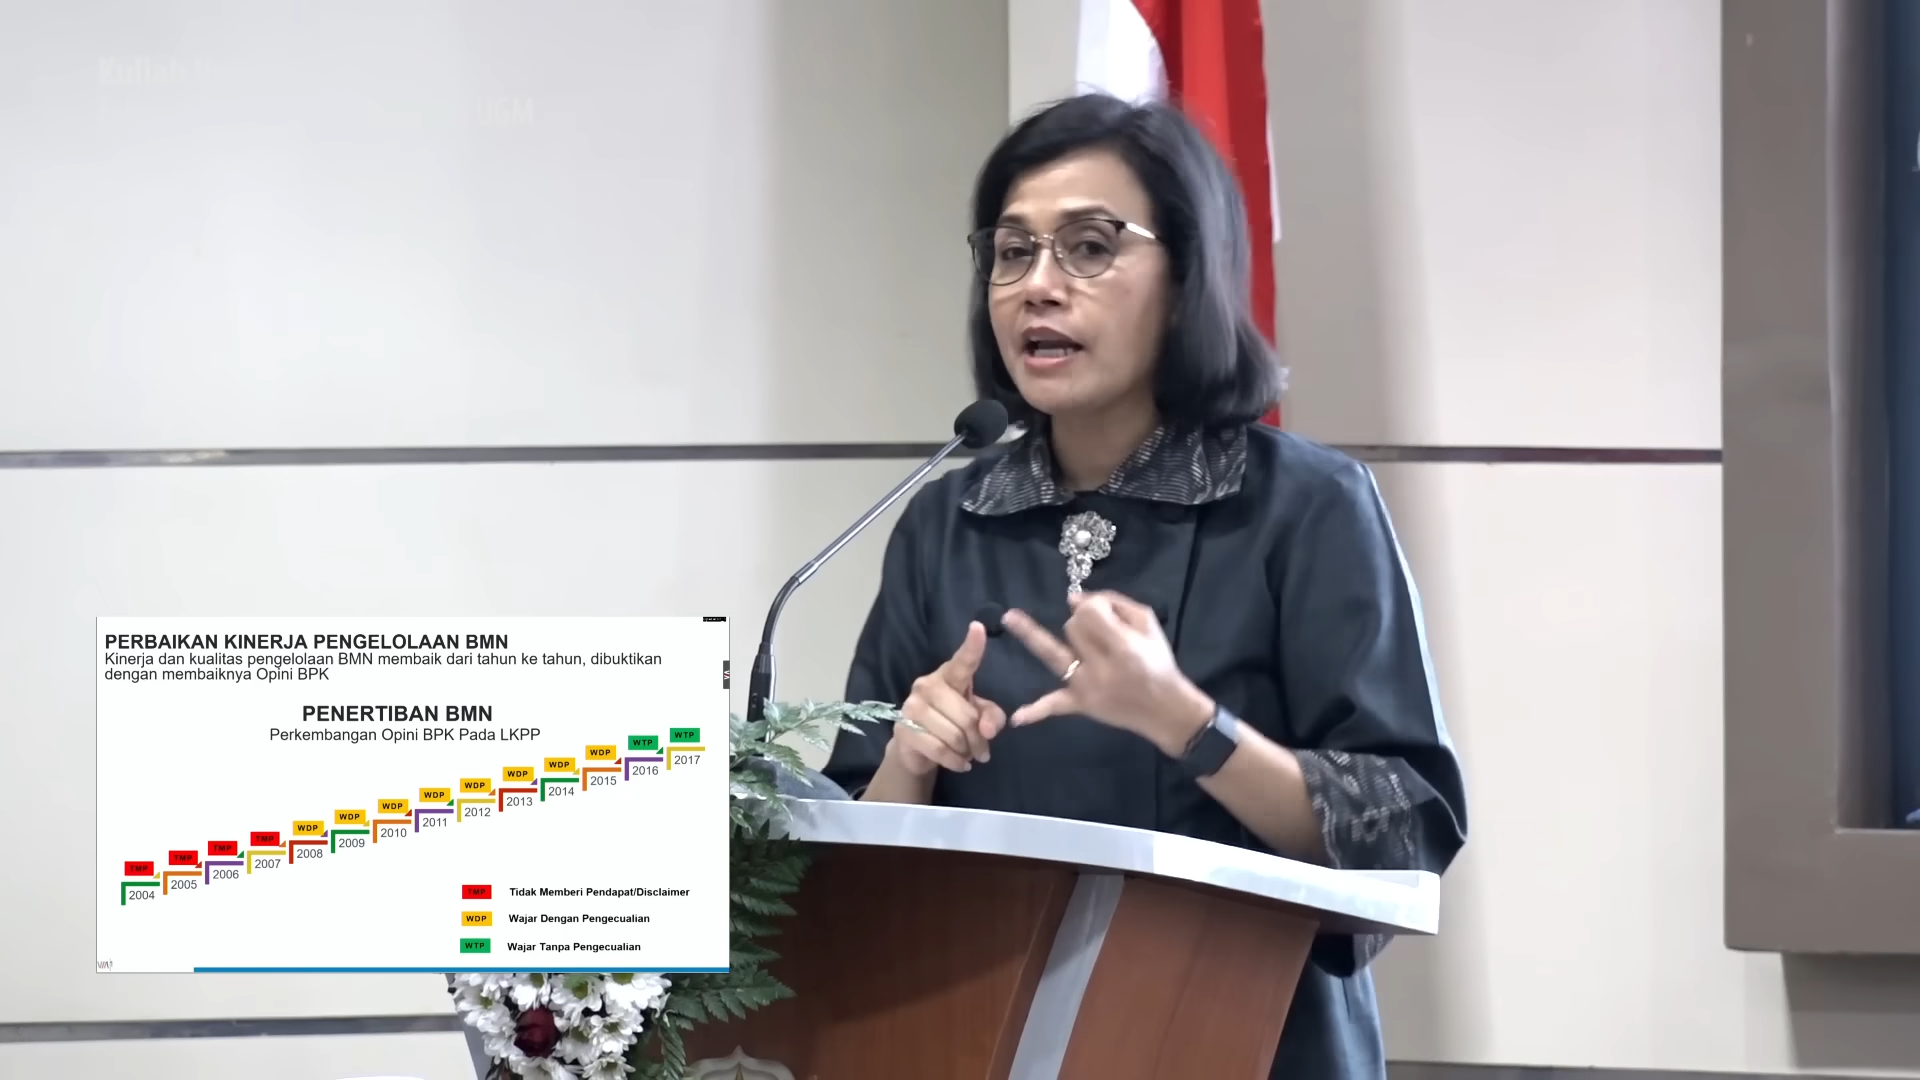 Kuliah
UGM
PERBAIKAN KINERJA PENGELOLAAN BMN
Kinerja dan kualitas pengelolaan BMN membaik dari tahun ke tahun, dibuktikan
dengan membaiknya Opini BPK
PENERTIBAN BMN
Perkembangan Opini BPK Pada LKPP
TMP
2004
TMP
2005
TMP
2006
TMP
2007
WDP
2008
WDP
2009
WDP
2010
WDP
2011
WDP
2012
WDP
2013
WDP
2014
WDP
2015
WTP
2016
WTP
2017
TMP Tidak Memberi Pendapat/Disclaimer
WDP Wajar Dengan Pengecualian
WTP Wajar Tanpa Pengecualian